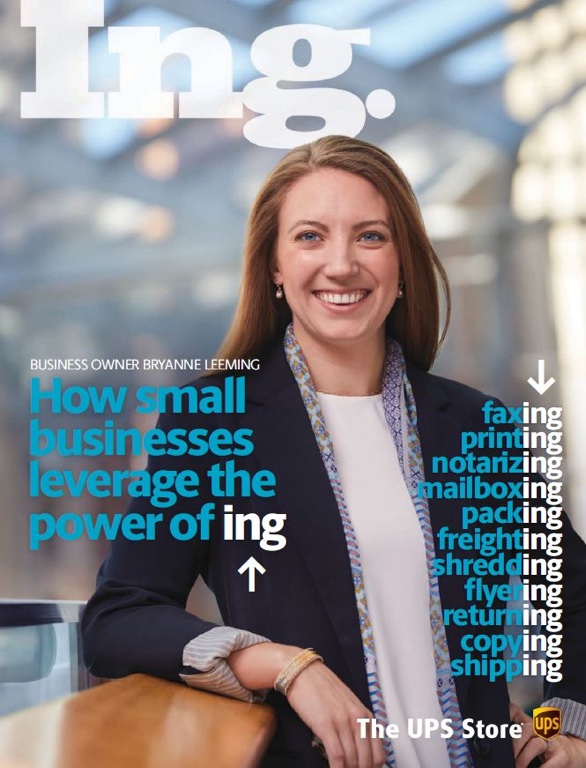 Ing.
BUSINESS OWNER BRYANNE LEEMING
How small
businesses
leverage the
power of ing
faxing
printing
notarizing
mailboxing
packing
freighting
shredding
flyering
returning
copying
shipping
The UPS Store
ups